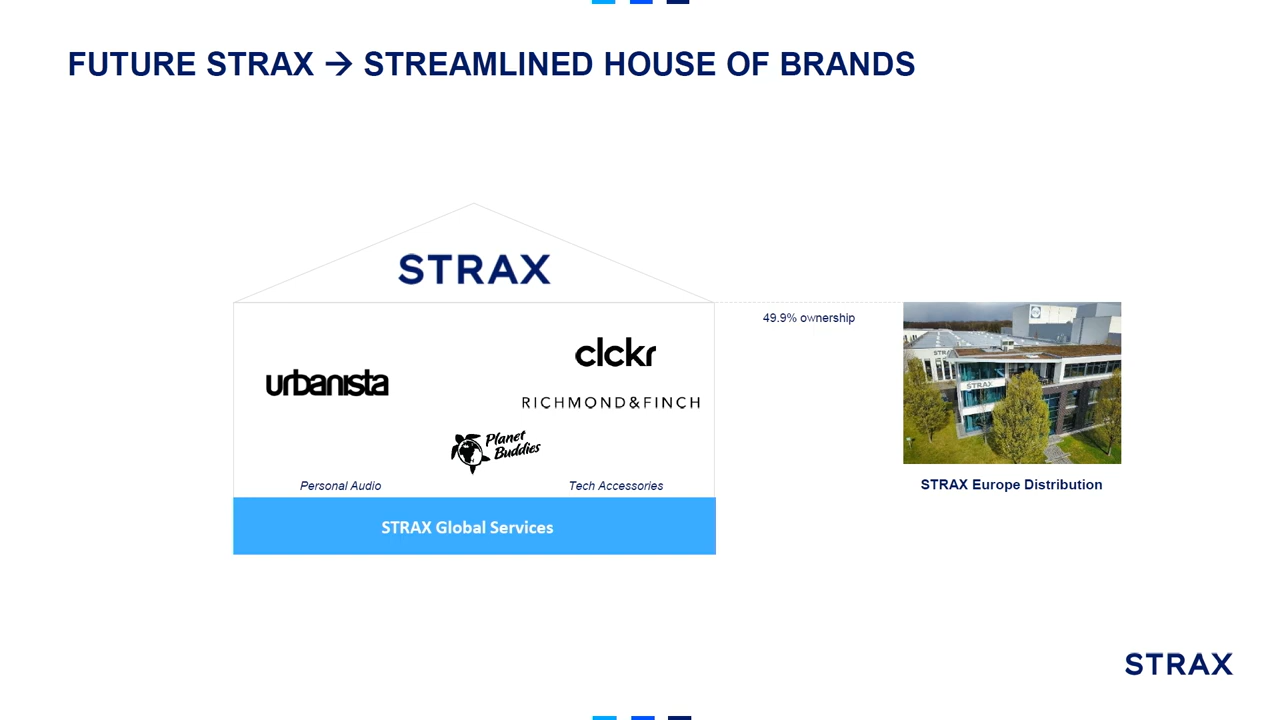 FUTURE STRAX → STREAMLINED HOUSE OF BRANDS
STRAX
49.9% ownership
clckr
urbanista
RICHMOND&FINCH
Planet
Buddies
STRAX
Personal Audio
Tech Accessories
STRAX Europe Distribution
STRAX Global Services
STRAX